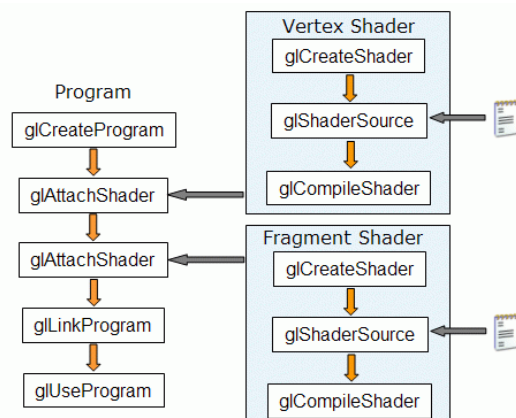 Program
glCreateProgram
glAttachShader
glAttachShader
glLinkProgram
glUseProgram
Vertex Shader
glCreateShader
glShaderSource
glCompileShader
Fragment Shader
glCreateShader
glShaderSource
glCompileShader